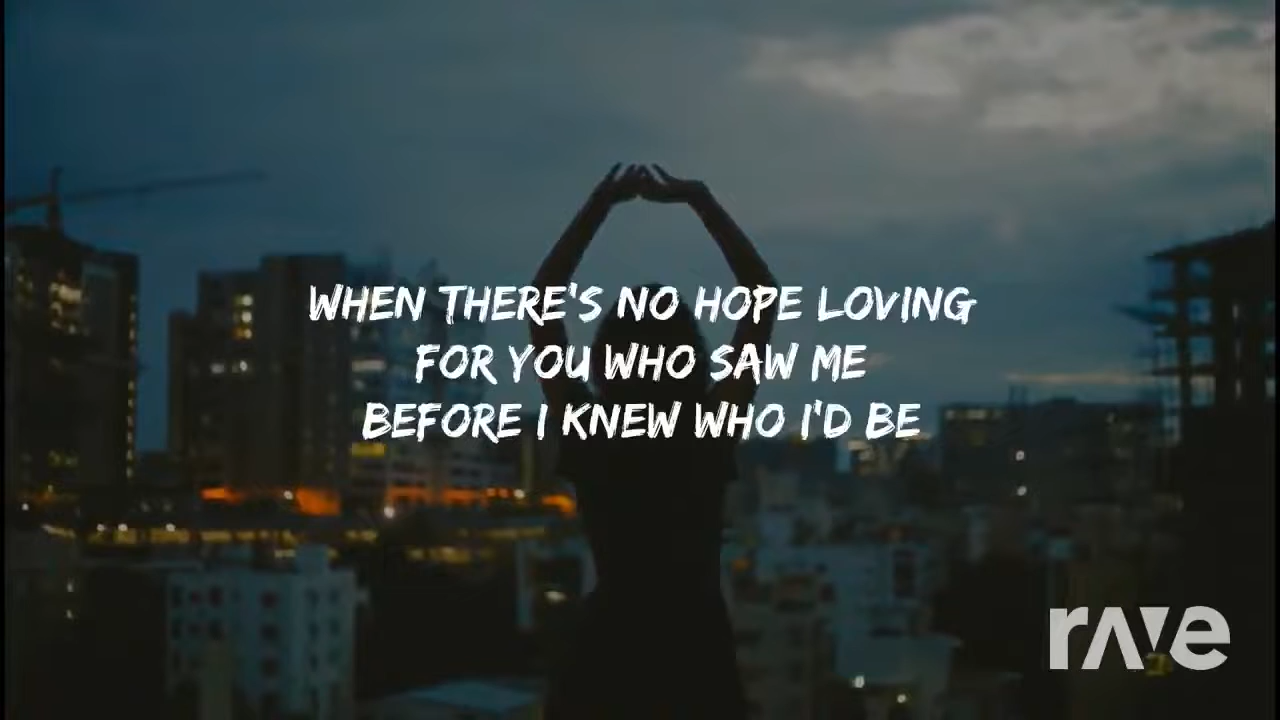 WHEN THERE'S NO HOPE LOVING
FOR YOU WHO SAW ME
BEFORE I KNEW WHO I'D BE
rave